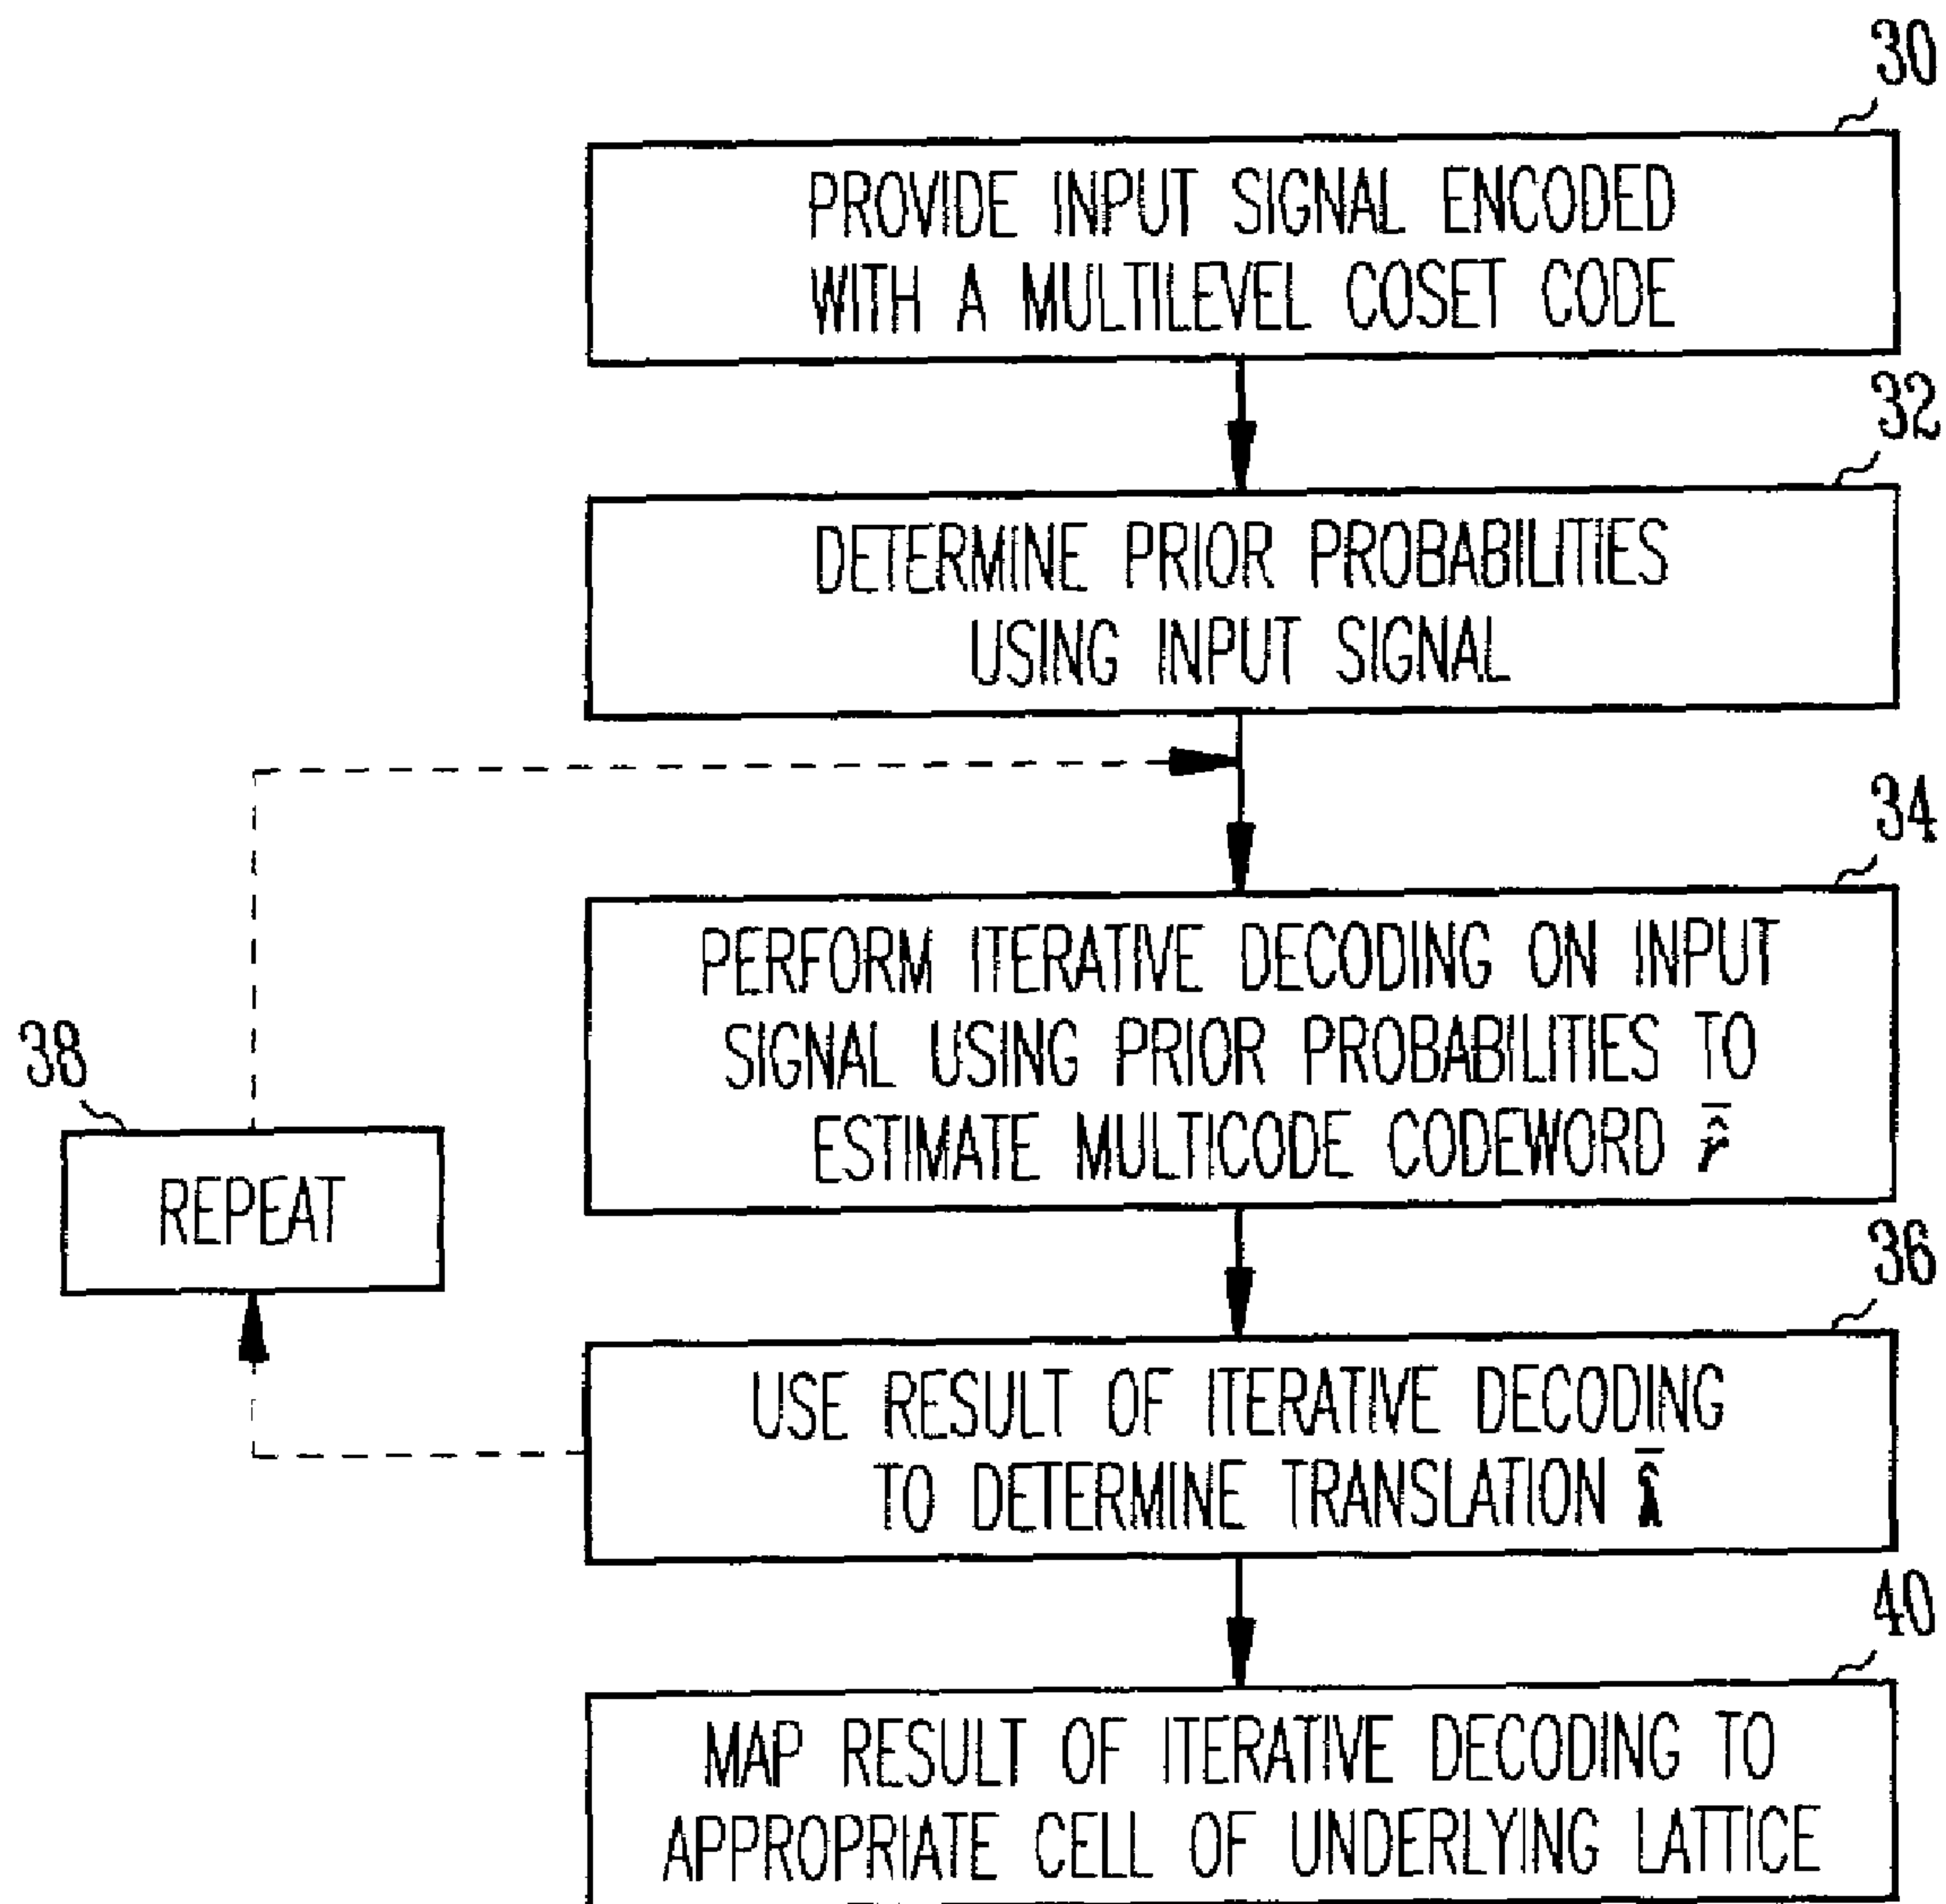 30
PROVIDE INPUT SIGNAL ENCODED
WITH A MULTILEVEL COSET CODE
32
DETERMINE PRIOR PROBABILITIES
USING INPUT SIGNAL
34
PERFORM ITERATIVE DECODING ON INPUT
SIGNAL USING PRIOR PROBABILITIES TO
ESTIMATE MULTICODE CODEWORD
38
REPEAT
36
USE RESULT OF ITERATIVE DECODING
TO DETERMINE TRANSLATION
40
MAP RESULT OF ITERATIVE DECODING TO
APPROPRIATE CELL OF UNDERLYING LATTICE